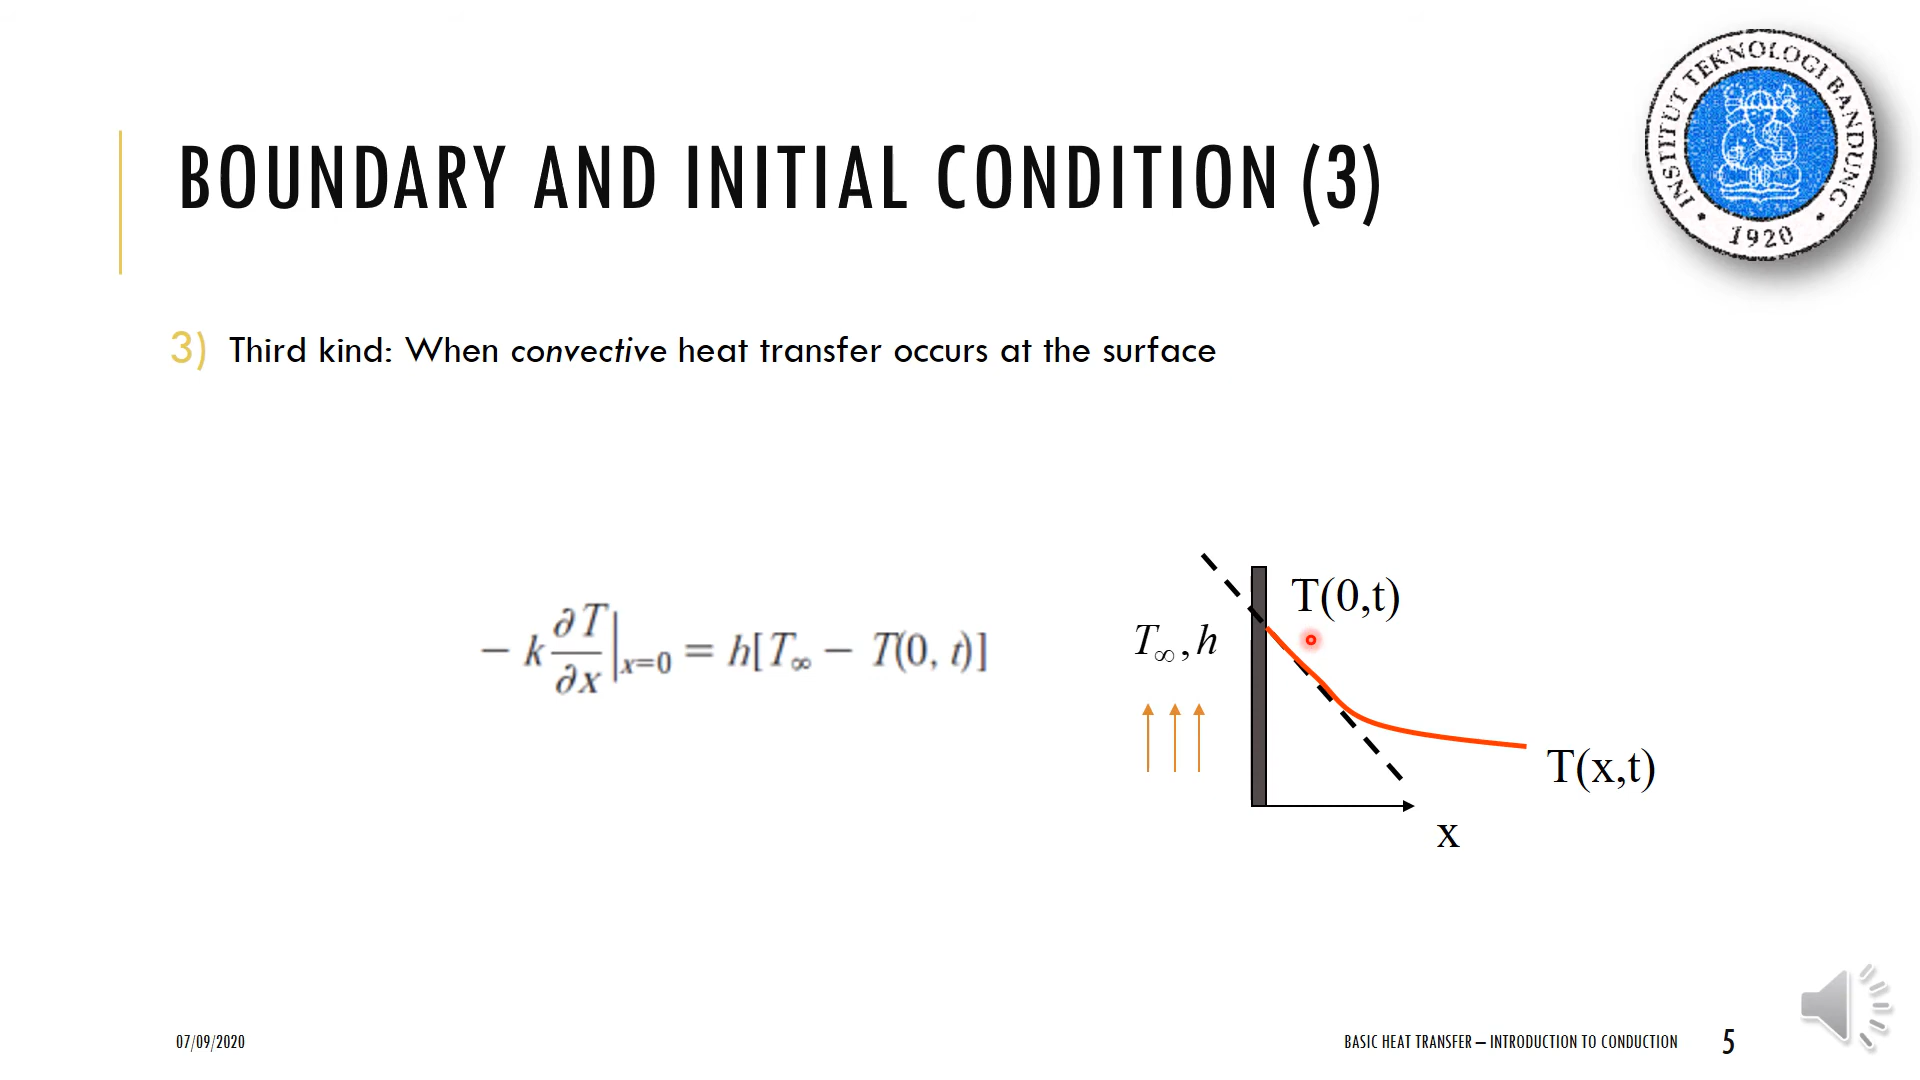 BOUNDARY AND INITIAL CONDITION (3)
INSTITUT TEKNOLOGI BANDUNG
1920
3) Third kind: When convective heat transfer occurs at the surface
− k ∂T/∂x |x=0 = h[T∞ − T(0, t)]
T(0,t)
T∞, h
T(x,t)
x
07/09/2020
BASIC HEAT TRANSFER – INTRODUCTION TO CONDUCTION
5